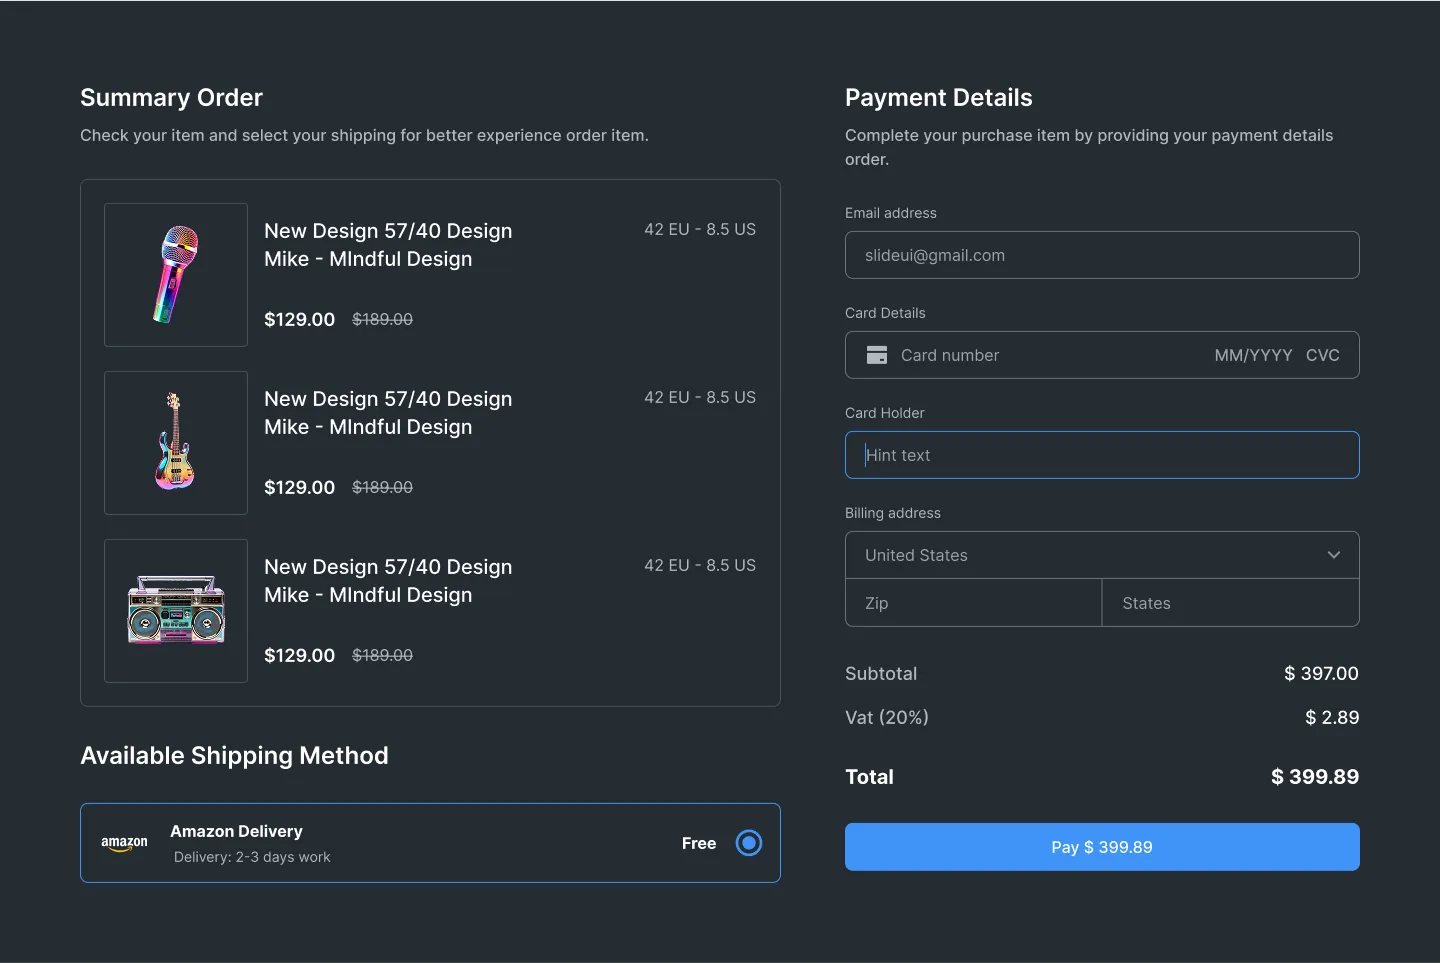 Summary Order
Check your item and select your shipping for better experience order item.
New Design 57/40 Design
Mike - MIndful Design
42 EU - 8.5 US
$129.00 $189.00
New Design 57/40 Design
Mike - MIndful Design
42 EU - 8.5 US
$129.00 $189.00
New Design 57/40 Design
Mike - MIndful Design
42 EU - 8.5 US
$129.00 $189.00
Available Shipping Method
amazon
Amazon Delivery
Delivery: 2-3 days work
Free
Payment Details
Complete your purchase item by providing your payment details
order.
Email address
slideui@gmail.com
Card Details
Card number MM/YYYY CVC
Card Holder
Hint text
Billing address
United States
Zip States
Subtotal $ 397.00
Vat (20%) $ 2.89
Total $ 399.89
Pay $ 399.89